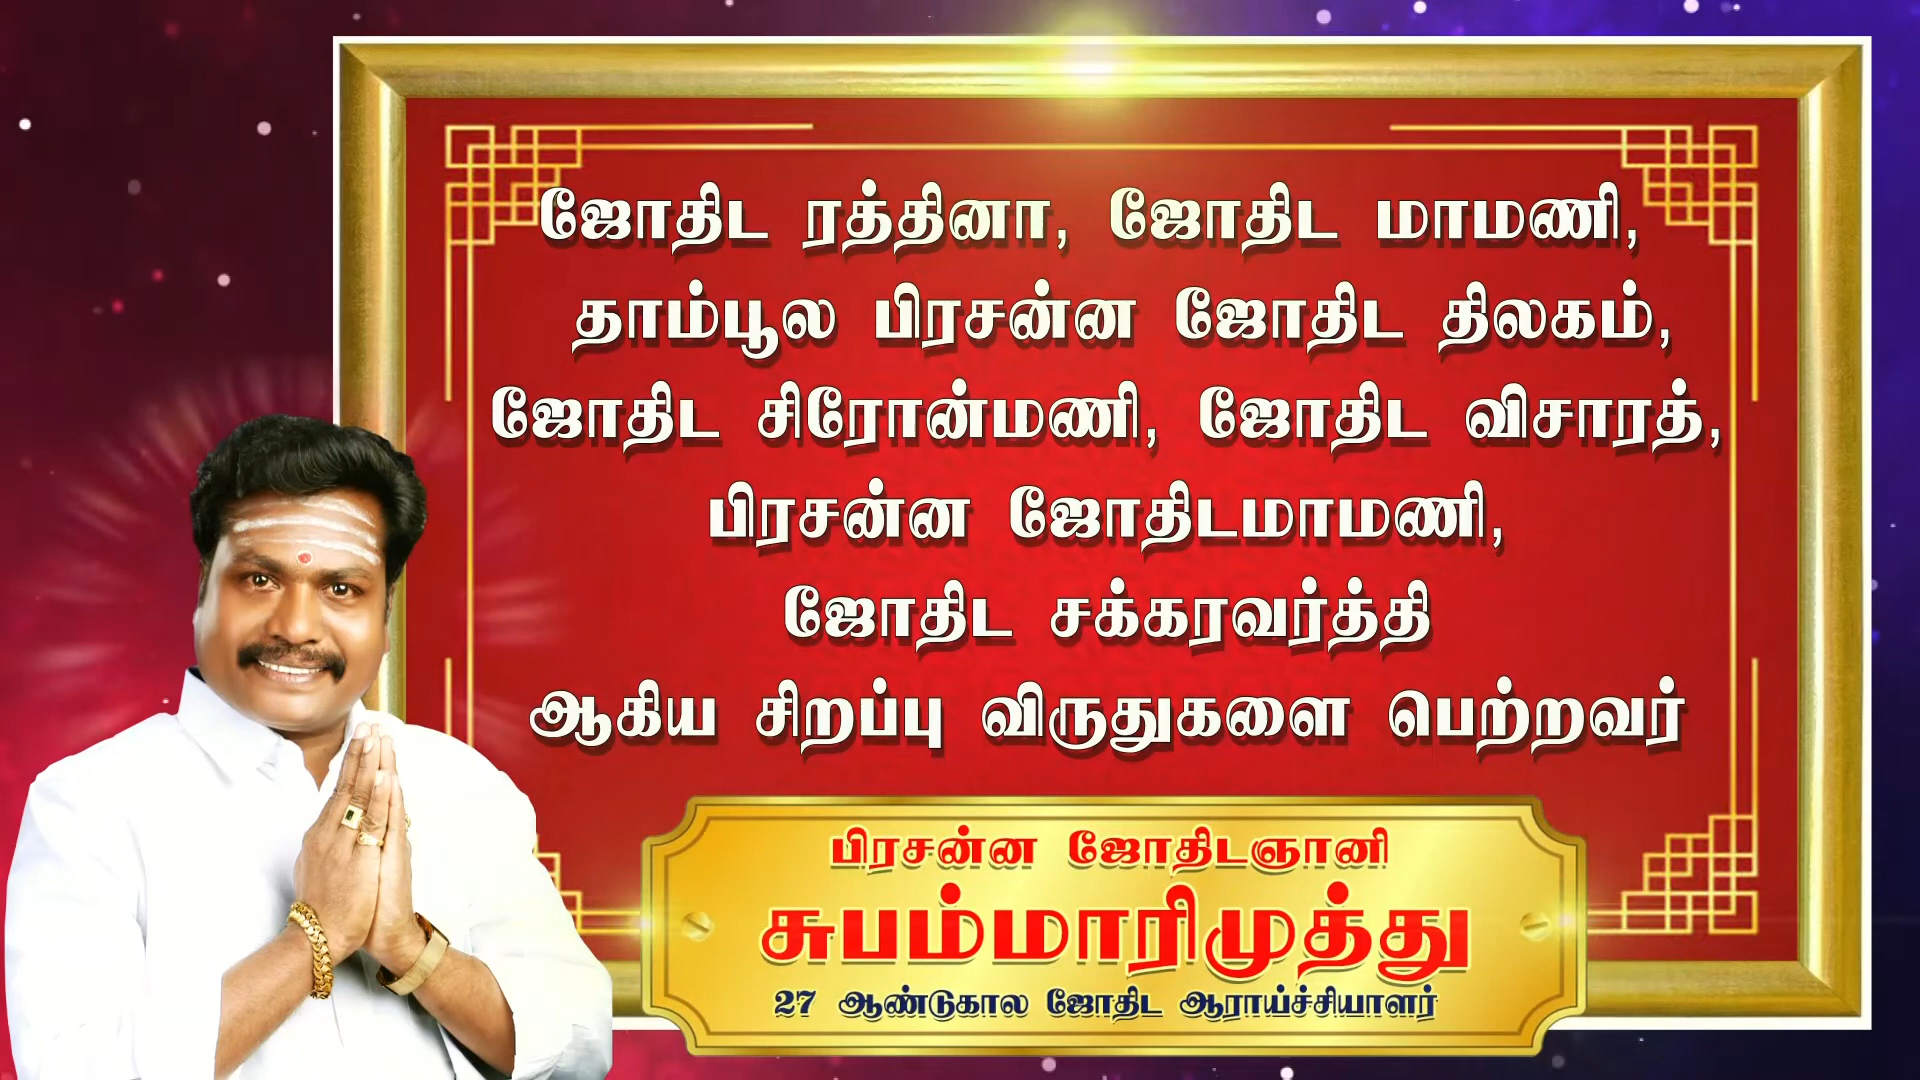 ஜோதிட ரத்தினா, ஜோதிட மாமணி,
தாம்பூல பிரசன்ன ஜோதிட திலகம்,
ஜோதிட சிரோன்மணி, ஜோதிட விசாரத்,
பிரசன்ன ஜோதிடமாமணி,
ஜோதிட சக்கரவர்த்தி
ஆகிய சிறப்பு விருதுகளை பெற்றவர்
பிரசன்ன ஜோதிடஞானி
சுபம்மாரிமுத்து
27 ஆண்டுகால ஜோதிட ஆராய்ச்சியாளர்